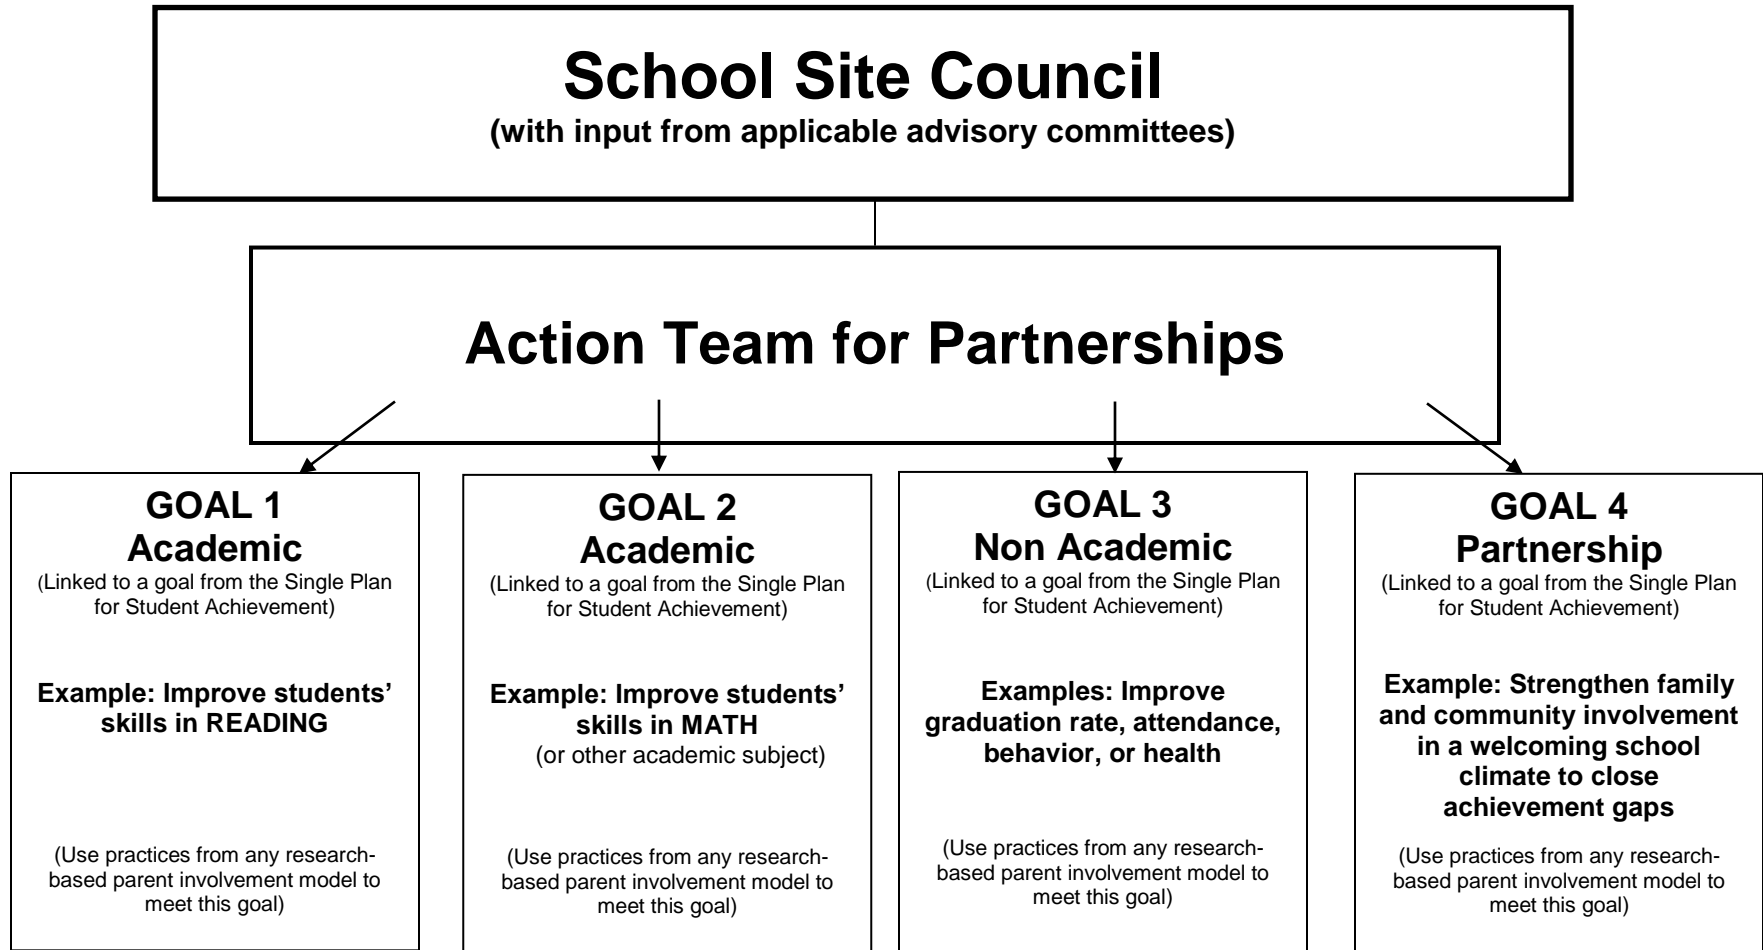 School Site Council
(with input from applicable advisory committees)
Action Team for Partnerships
GOAL 1
Academic
(Linked to a goal from the Single Plan
for Student Achievement)
Example: Improve students’
skills in READING
(Use practices from any research-
based parent involvement model to
meet this goal)
GOAL 2
Academic
(Linked to a goal from the Single Plan
for Student Achievement)
Example: Improve students’
skills in MATH
(or other academic subject)
(Use practices from any research-
based parent involvement model to
meet this goal)
GOAL 3
Non Academic
(Linked to a goal from the Single Plan
for Student Achievement)
Examples: Improve
graduation rate, attendance,
behavior, or health
(Use practices from any research-
based parent involvement model to
meet this goal)
GOAL 4
Partnership
(Linked to a goal from the Single Plan
for Student Achievement)
Example: Strengthen family
and community involvement
in a welcoming school
climate to close
achievement gaps
(Use practices from any research-
based parent involvement model to
meet this goal)